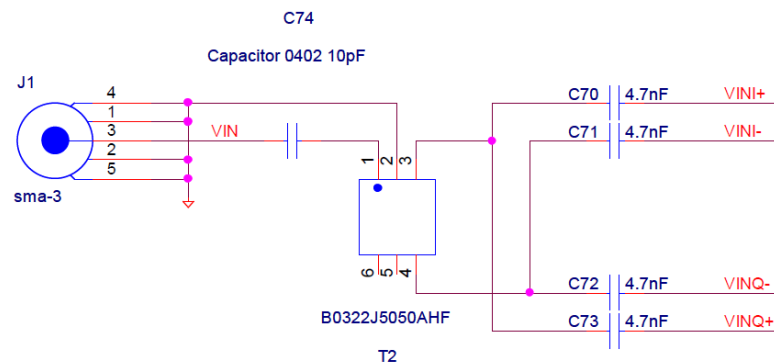 C74
Capacitor 0402 10pF
J1
4
1
3
2
5
sma-3
VIN
1
2
3
6
5
4
B0322J5050AHF
T2
C70 4.7nF VINI+
C71 4.7nF VINI-
C72 4.7nF VINQ-
C73 4.7nF VINQ+